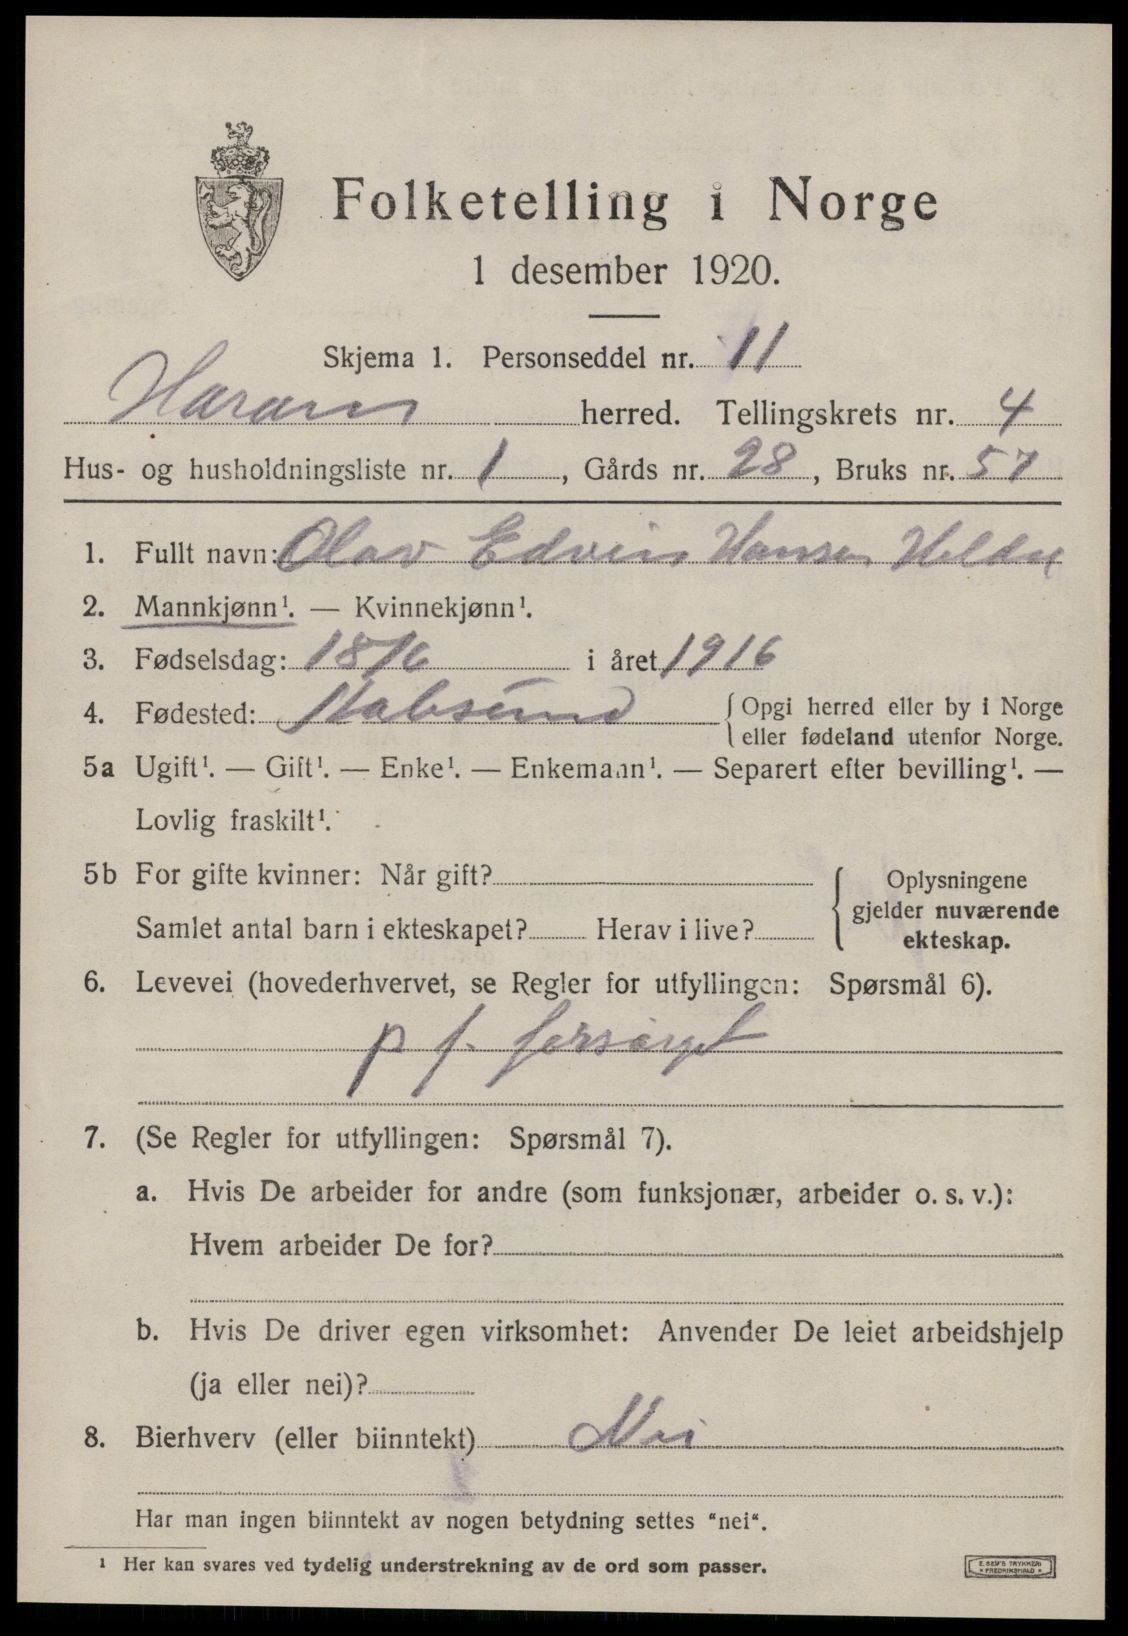 Folketelling i Norge
1 desember 1920.
Skjema 1. Personseddel nr. 11
Haram herred. Tellingskrets nr. 4
Hus- og husholdningsliste nr. 1, Gårds nr. 28, Bruks nr. 57
1. Fullt navn: Olav Edvin Hansen Heldal
2. Mannkjønn¹. — Kvinnekjønn¹.
3. Fødselsdag: 18/6 i året 1916
4. Fødested: { Opgi herred eller by i Norge
eller fødeland utenfor Norge.
5a Ugift¹. — Gift¹. — Enke¹. — Enkemann¹. — Separert efter bevilling¹. —
Lovlig fraskilt¹.
5b For gifte kvinner: Når gift? { Oplysningene
gjelder nuværende
Samlet antal barn i ekteskapet? Herav i live?
ekteskap.
6. Levevei (hovederhvervet, se Regler for utfyllingen: Spørsmål 6).
p f. forsørget
7. (Se Regler for utfyllingen: Spørsmål 7).
a. Hvis De arbeider for andre (som funksjonær, arbeider o. s. v.):
Hvem arbeider De for?
b. Hvis De driver egen virksomhet: Anvender De leiet arbeidshjelp
(ja eller nei)?
8. Bierhverv (eller biinntekt) Nei
Har man ingen biinntekt av nogen betydning settes "nei".
¹ Her kan svares ved tydelig understrekning av de ord som passer.
E. SEM'S TRYKKERI
* FREDRIKSHALD *